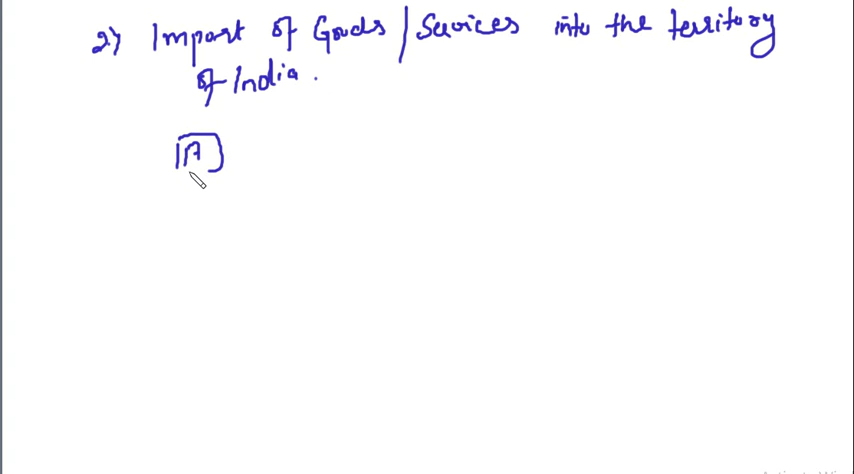 2) Import of Goods / Services into the territory
of India.
A